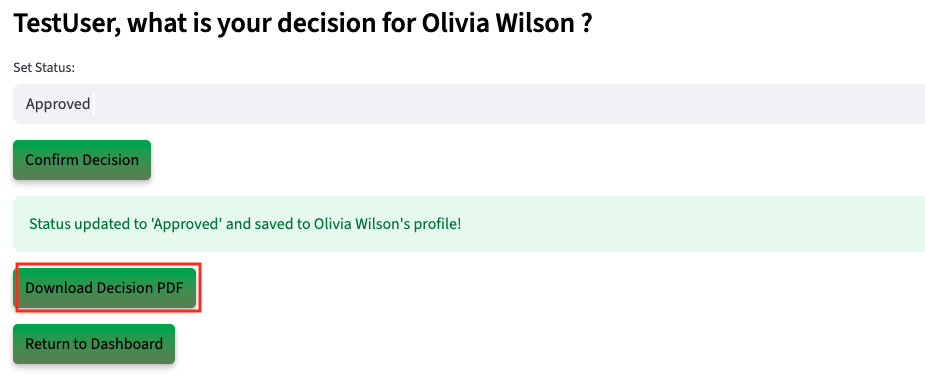 TestUser, what is your decision for Olivia Wilson ?
Set Status:
Approved
Confirm Decision
Status updated to 'Approved' and saved to Olivia Wilson's profile!
Download Decision PDF
Return to Dashboard